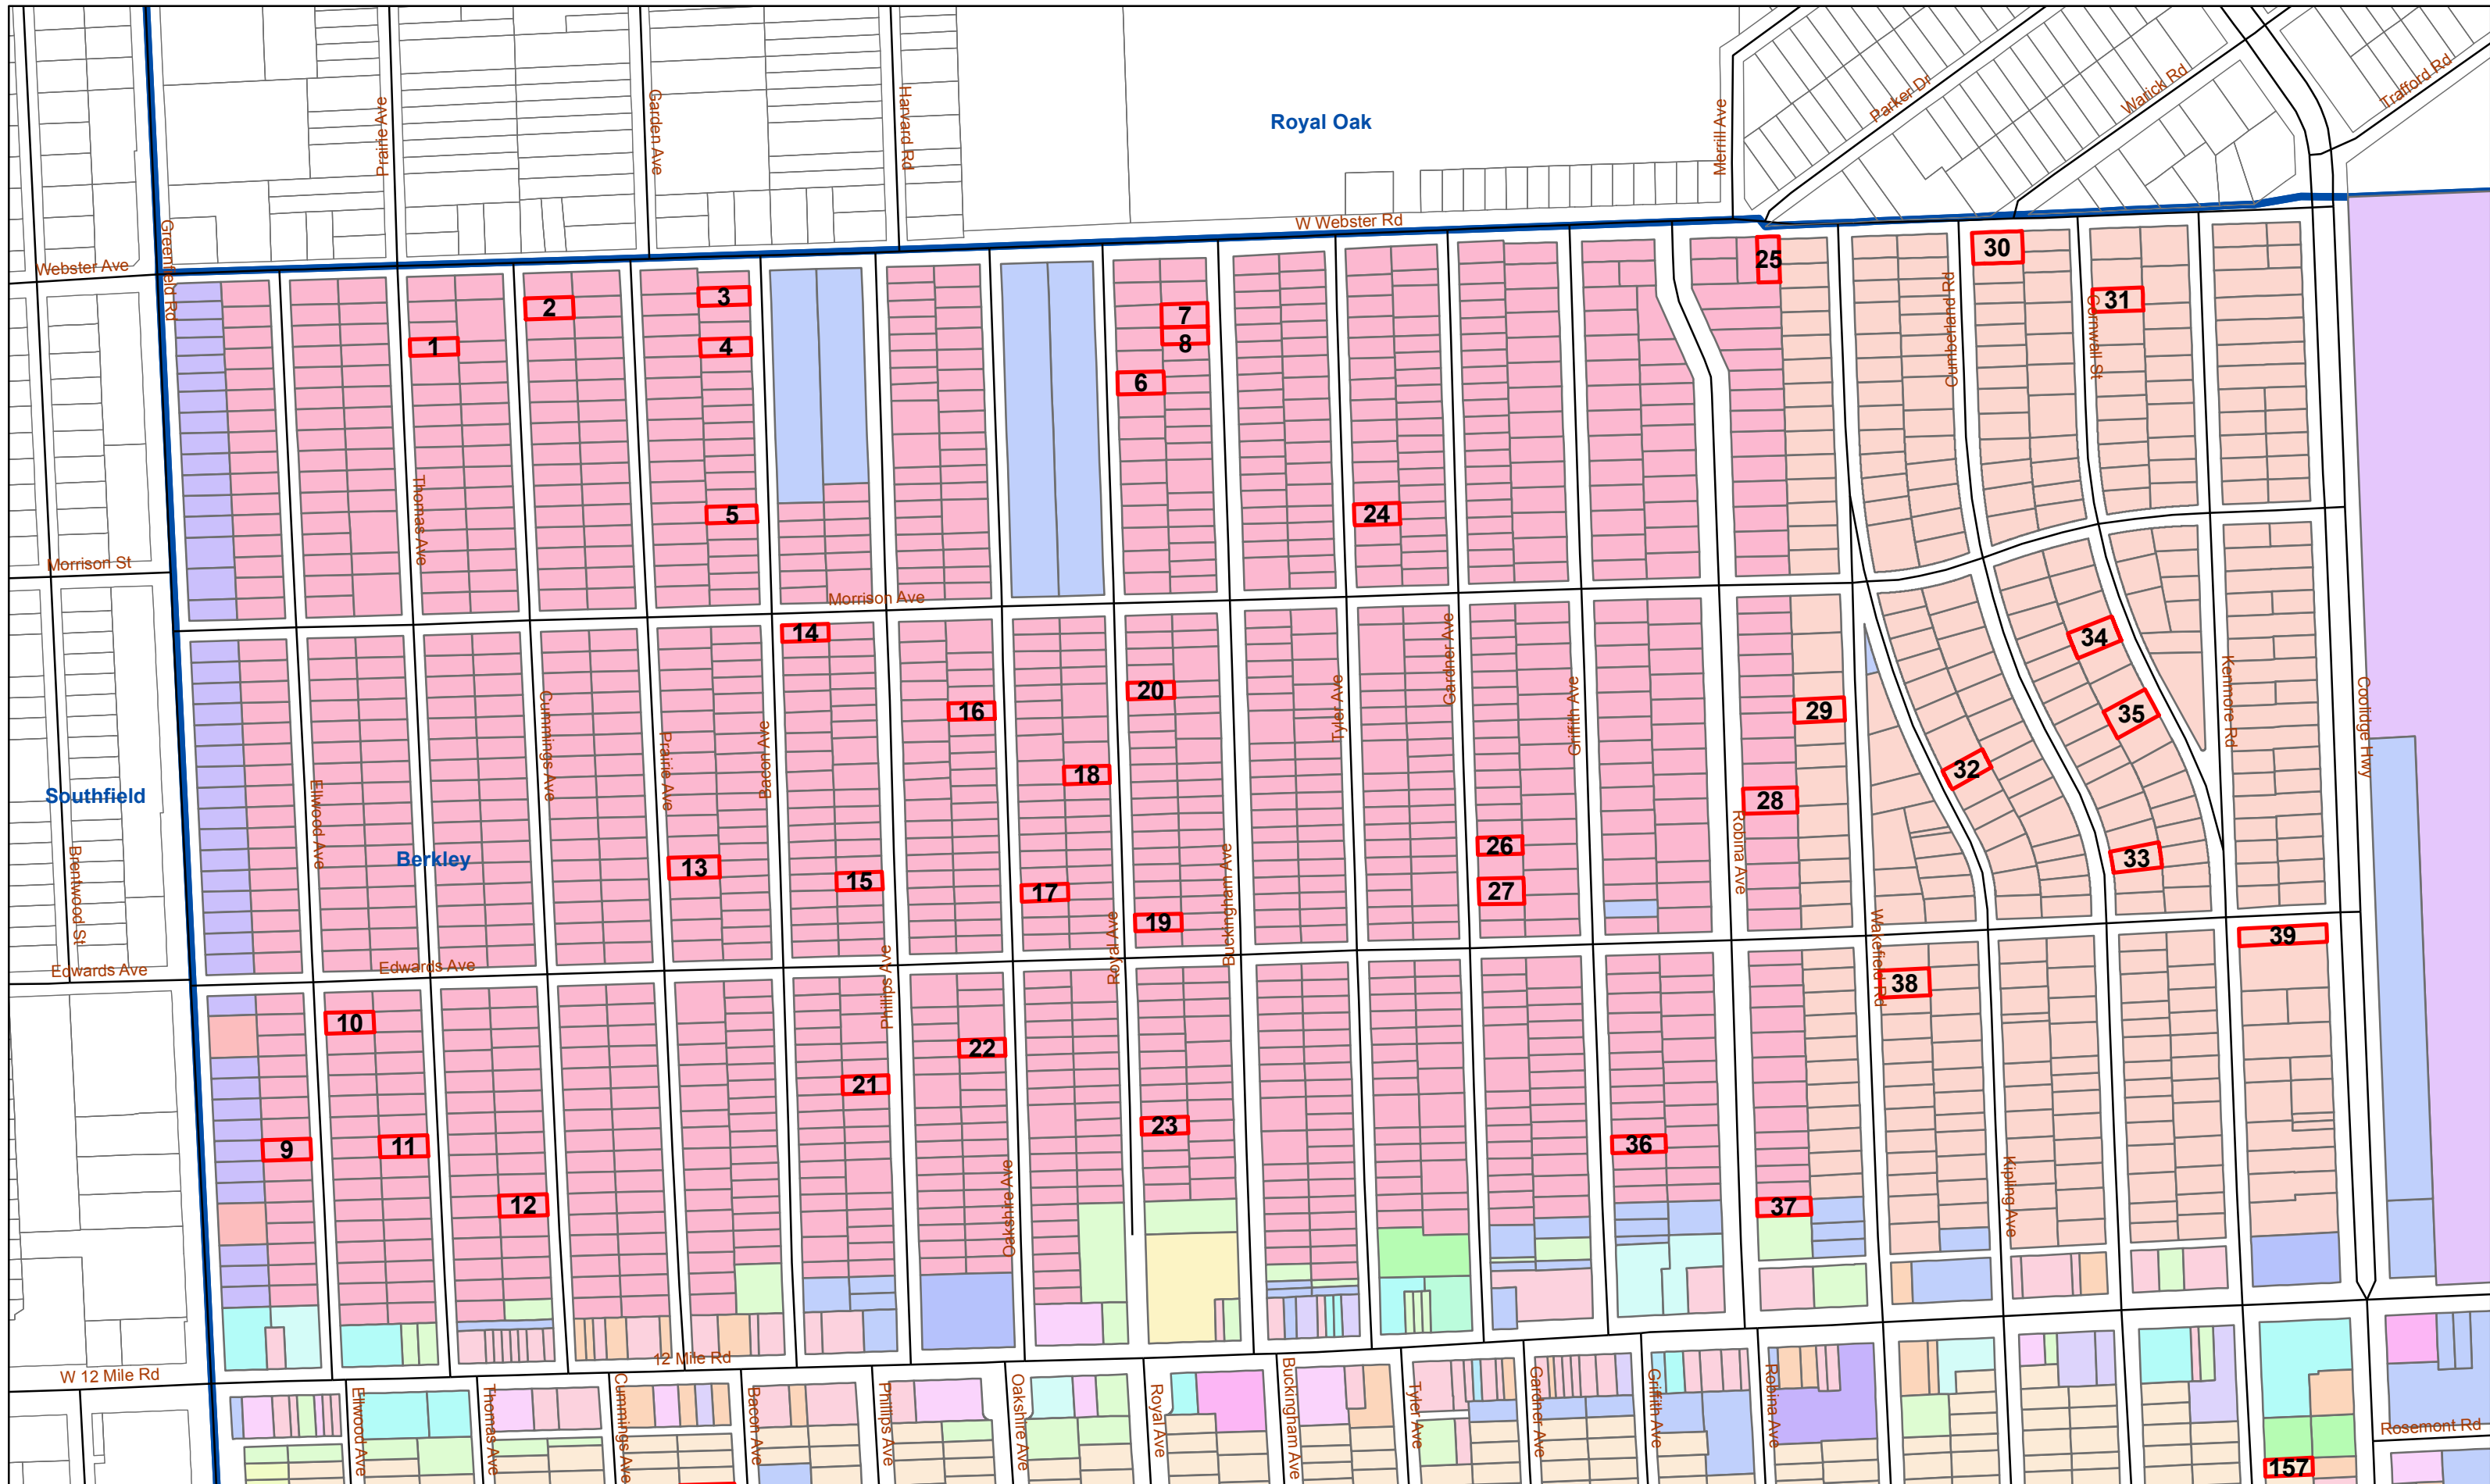 Royal Oak
Prairie Ave
Garden Ave
Harvard Rd
Merrill Ave
Parker Dr
Warick Rd
Trafford Rd
W Webster Rd
Webster Ave
Greenfield Rd
Cumberland Rd
Cornwall St
1
2
3
4
5
6
7
8
24
25
30
31
Thomas Ave
Morrison St
Morrison Ave
14
16
18
20
29
32
33
34
35
Cummings Ave
Prairie Ave
Bacon Ave
Tyler Ave
Gardner Ave
Griffith Ave
Kenmore Rd
Coolidge Hwy
Southfield
Berkley
Ellwood Ave
Brentwood St
13
15
17
19
26
27
28
Robina Ave
Buckingham Ave
Royal Ave
Phillips Ave
Wakefield Rd
Edwards Ave
Edwards Ave
38
39
10
22
21
23
9
11
12
36
37
Oakshire Ave
Kipling Ave
W 12 Mile Rd
12 Mile Rd
Ellwood Ave
Thomas Ave
Cummings Ave
Bacon Ave
Phillips Ave
Oakshire Ave
Royal Ave
Buckingham Ave
Tyler Ave
Gardner Ave
Griffith Ave
Robina Ave
Rosemont Rd
157